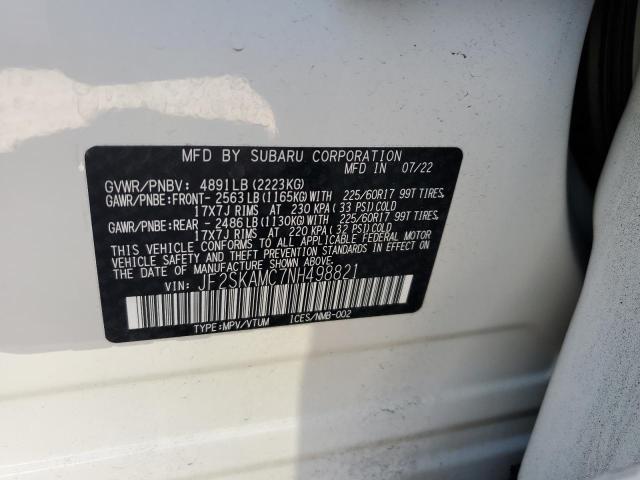 MFD BY SUBARU CORPORATION
MFD IN 07/22
GVWR/PNBV: 4891LB (2223KG)
GAWR/PNBE:FRONT- 2563LB(1165KG)WITH 225/60R17 99T TIRES,
17X7J RIMS AT 230 KPA(33 PSI)COLD
GAWR/PNBE:REAR - 2486LB(1130KG)WITH 225/60R17 99T TIRES,
17X7J RIMS AT 220 KPA(32 PSI)COLD
THIS VEHICLE CONFORMS TO ALL APPLICABLE FEDERAL MOTOR
VEHICLE SAFETY AND THEFT PREVENTION STANDARDS IN
EFFECT ON THE DATE OF MANUFACTURE SHOWN ABOVE.
VIN: JF2SKAMC7NH498821
TYPE:MPV/VTUM ICES/NMB-002